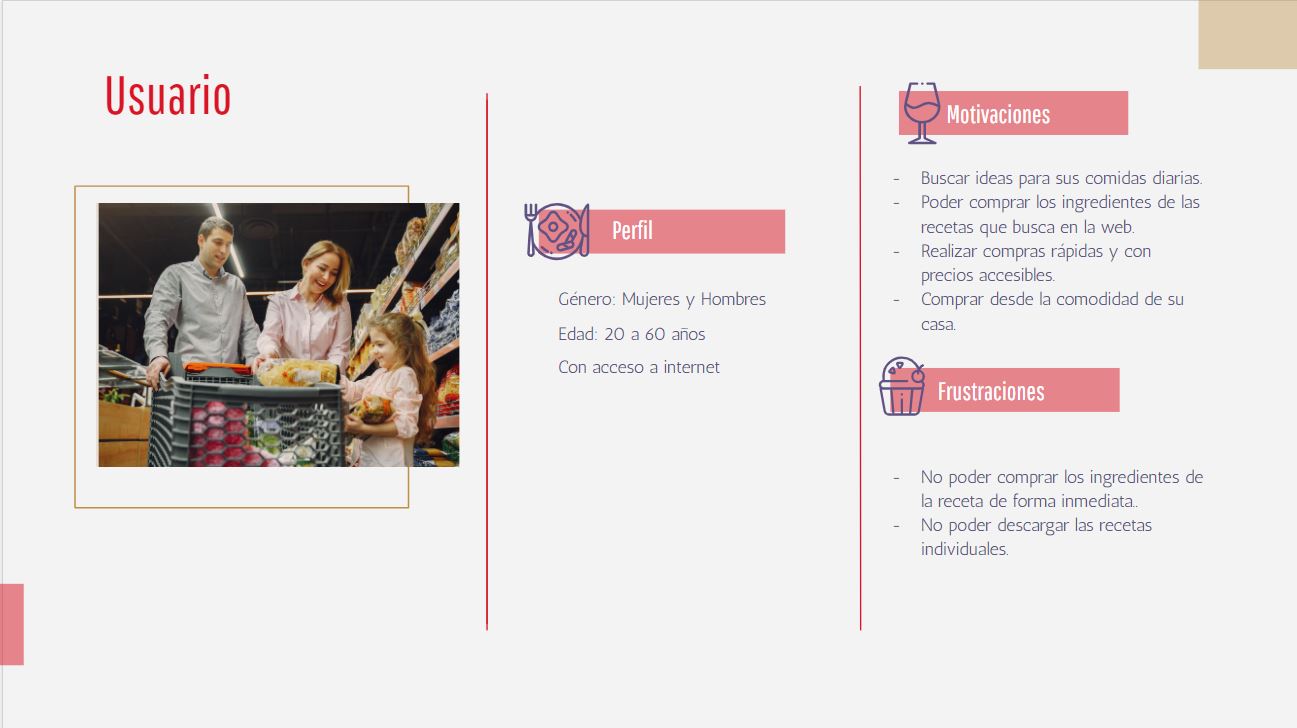 Usuario
Perfil
Género: Mujeres y Hombres
Edad: 20 a 60 años
Con acceso a internet
Motivaciones
- Buscar ideas para sus comidas diarias.
- Poder comprar los ingredientes de las
recetas que busca en la web.
- Realizar compras rápidas y con
precios accesibles.
- Comprar desde la comodidad de su
casa.
Frustraciones
- No poder comprar los ingredientes de
la receta de forma inmediata..
- No poder descargar las recetas
individuales.